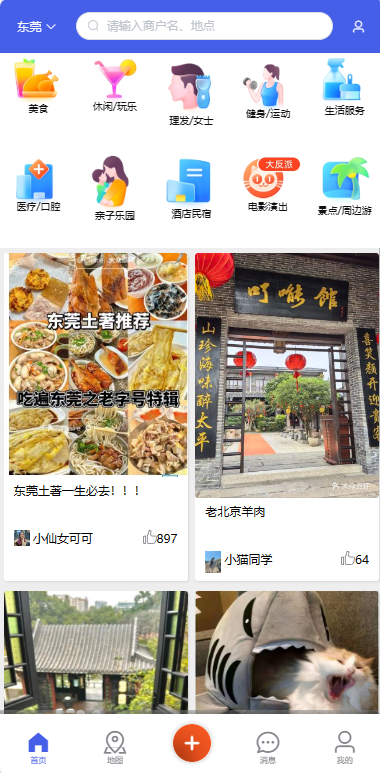 东莞
请输入商户名、地点
美食
休闲/玩乐
理发/女士
健身/运动
生活服务
医疗/口腔
亲子乐园
酒店民宿
大反派
电影演出
景点/周边游
东莞土著推荐
吃遍东莞之老字号特辑
东莞土著一生必去！！！
小仙女可可
897
山珍海味醉太平
喜笑颜开迎嘉贵
大众点评
老北京羊肉
小猫同学
64
首页
地图
消息
我的